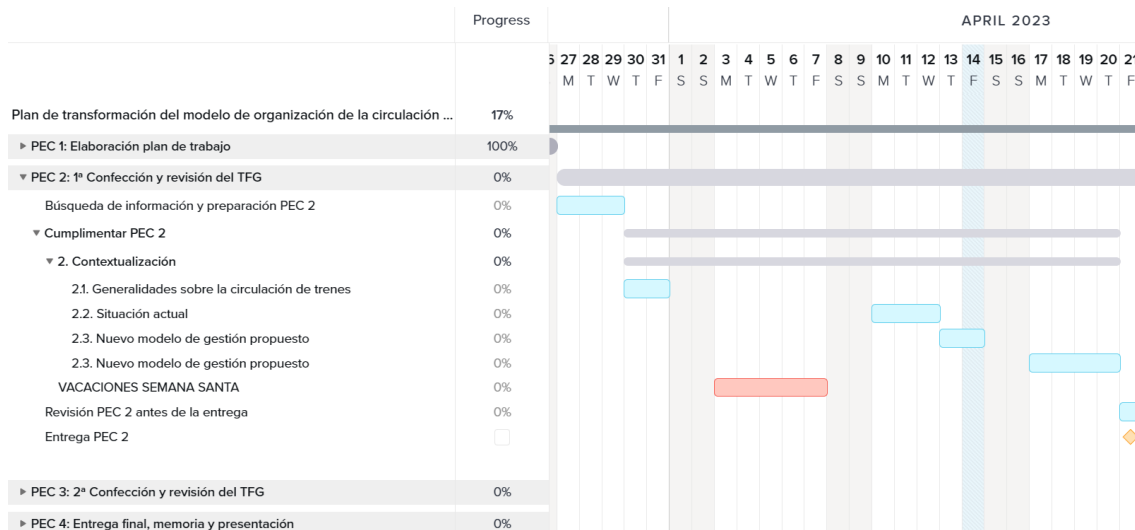 Progress
APRIL 2023
27 28 29 30 31 1 2 3 4 5 6 7 8 9 10 11 12 13 14 15 16 17 18 19 20 21
M T W T F S S M T W T F S S M T W T F S S M T W T F
Plan de transformación del modelo de organización de la circulación ... 17%
PEC 1: Elaboración plan de trabajo 100%
PEC 2: 1ª Confección y revisión del TFG 0%
Búsqueda de información y preparación PEC 2 0%
Cumplimentar PEC 2 0%
2. Contextualización 0%
2.1. Generalidades sobre la circulación de trenes 0%
2.2. Situación actual 0%
2.3. Nuevo modelo de gestión propuesto 0%
2.3. Nuevo modelo de gestión propuesto 0%
VACACIONES SEMANA SANTA 0%
Revisión PEC 2 antes de la entrega 0%
Entrega PEC 2
PEC 3: 2ª Confección y revisión del TFG 0%
PEC 4: Entrega final, memoria y presentación 0%